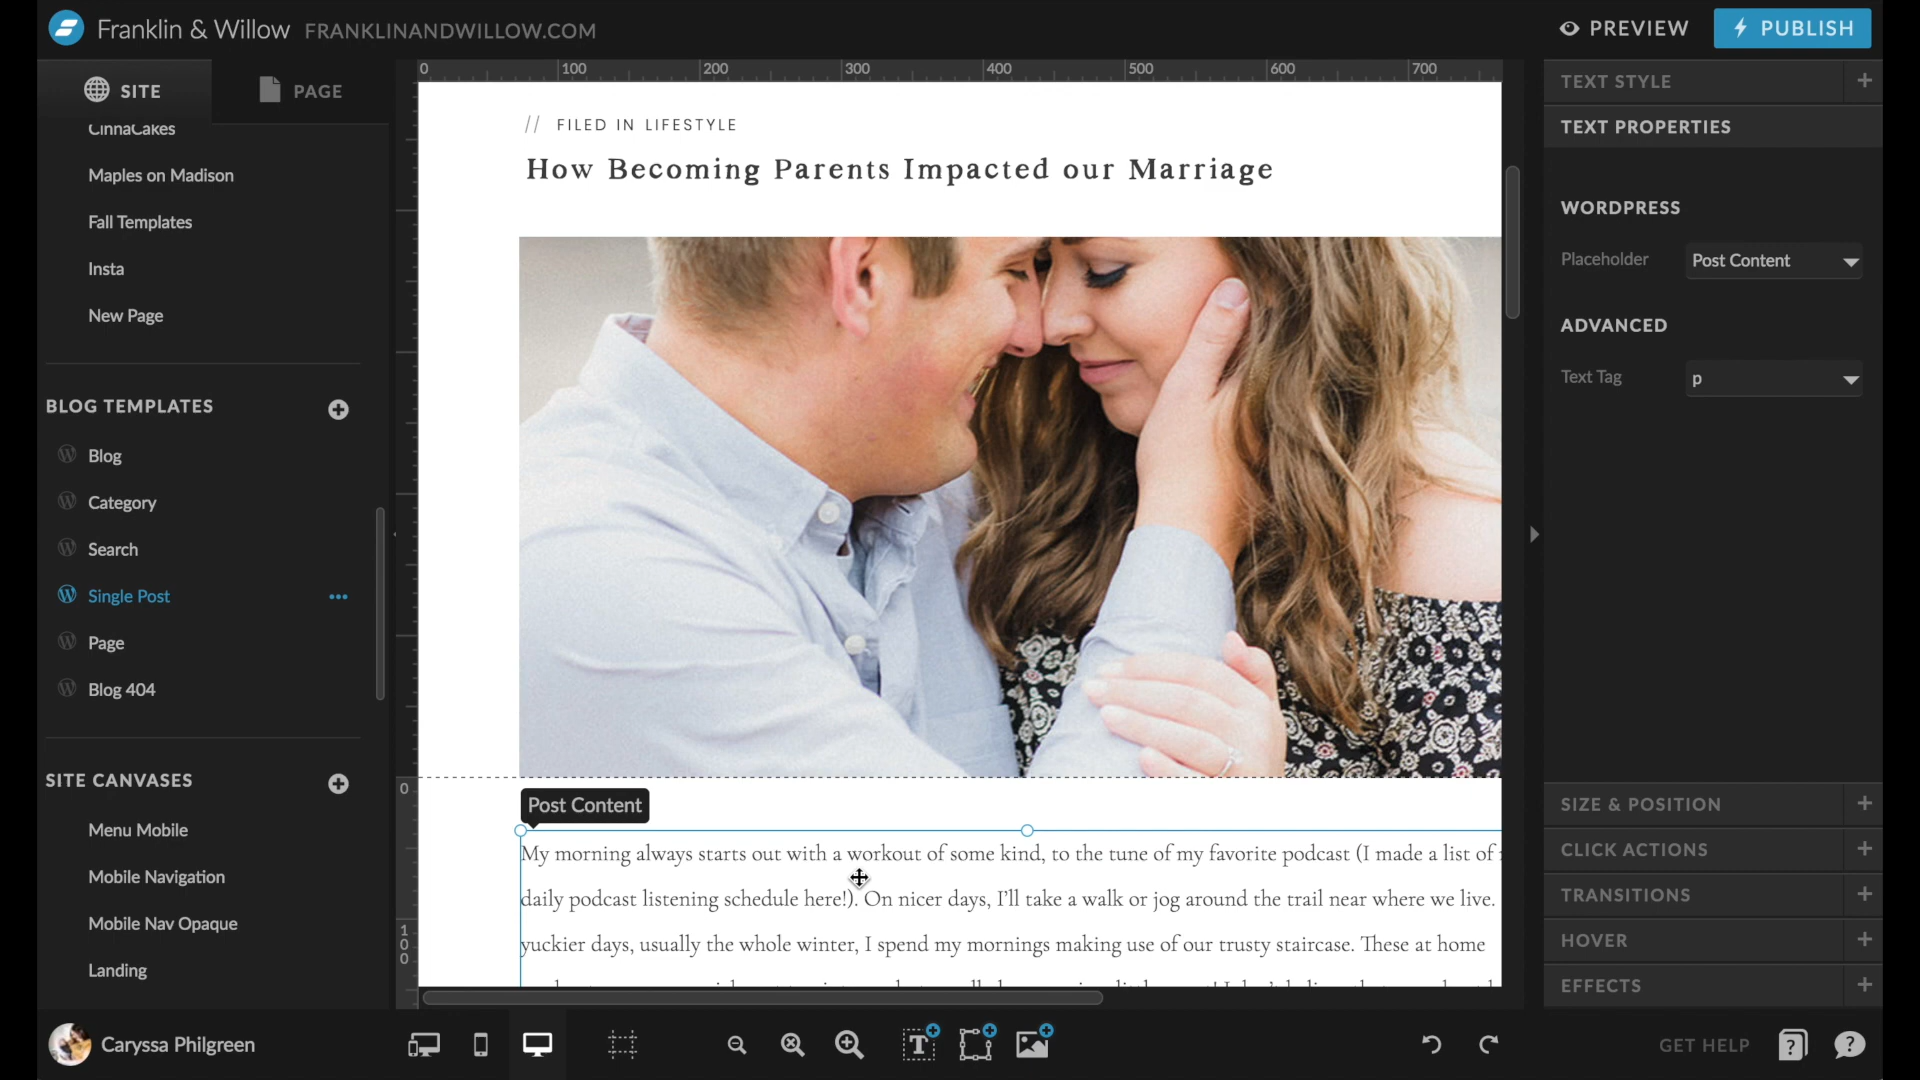 Franklin & Willow FRANKLINANDWILLOW.COM
PREVIEW
PUBLISH
SITE
PAGE
CinnaCakes
Maples on Madison
Fall Templates
Insta
New Page
BLOG TEMPLATES
Blog
Category
Search
Single Post
Page
Blog 404
SITE CANVASES
Menu Mobile
Mobile Navigation
Mobile Nav Opaque
Landing
Caryssa Philgreen
0 100 200 300 400 500 600 700
// FILED IN LIFESTYLE
How Becoming Parents Impacted our Marriage
0
100
Post Content
My morning always starts out with a workout of some kind, to the tune of my favorite podcast (I made a list of
daily podcast listening schedule here!). On nicer days, I'll take a walk or jog around the trail near where we live.
yuckier days, usually the whole winter, I spend my mornings making use of our trusty staircase. These at home
TEXT STYLE
TEXT PROPERTIES
WORDPRESS
Placeholder Post Content
ADVANCED
Text Tag p
SIZE & POSITION
CLICK ACTIONS
TRANSITIONS
HOVER
EFFECTS
T
GET HELP